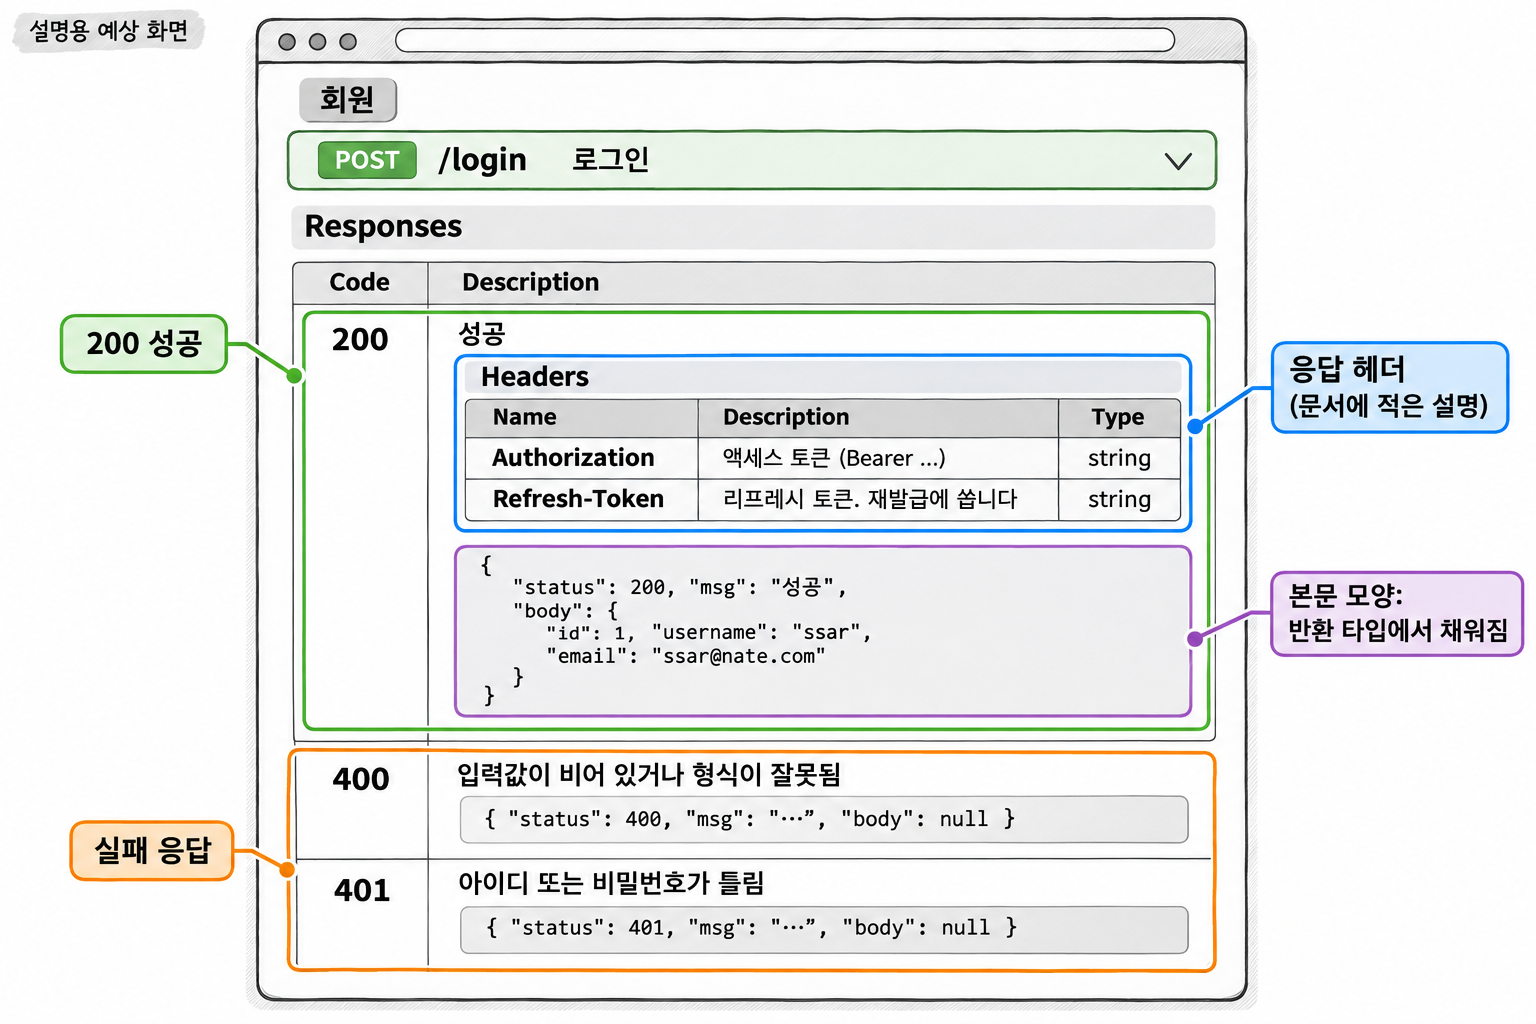 설명용 예상 화면
회원
POST /login 로그인
Responses
Code Description
200 성공
200 성공
Headers
Name Description Type
Authorization 액세스 토큰 (Bearer ...) string
Refresh-Token 리프레시 토큰. 재발급에 씁니다 string
응답 헤더
(문서에 적은 설명)
{
"status": 200, "msg": "성공",
"body": {
"id": 1, "username": "ssar",
"email": "ssar@nate.com"
}
}
본문 모양:
반환 타입에서 채워짐
400 입력값이 비어 있거나 형식이 잘못됨
{ "status": 400, "msg": "···”, "body": null }
실패 응답
401 아이디 또는 비밀번호가 틀림
{ "status": 401, "msg": "···”, "body": null }